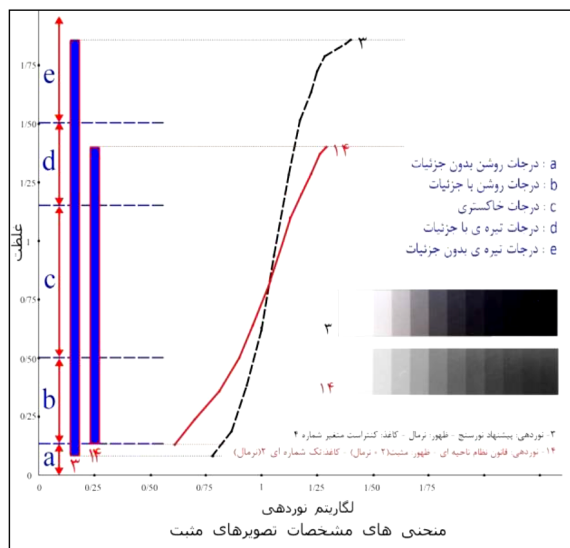 ۳
۱۴
e
d
c
b
a
۳
۱۴
1/75
1/50
1/25
1
0/75
0/50
0/25
0
غلظت
0
0/25
0/50
0/75
1
1/25
1/50
1/75
a : درجات روشن بدون جزئیات
b : درجات روشن با جزئیات
c : درجات خاکستری
d : درجات تیره ی با جزئیات
e : درجات تیره ی بدون جزئیات
۳
۱۴
۳- نوردهی: پیشنهاد نورسنج - ظهور: نرمال - کاغذ: کنتراست متغیر شماره ۴
۱۴- نوردهی: قانون نظام ناحیه ای - ظهور مثبت(۲+ نرمال) - کاغذ:تک شماره ای ۲(نرمال)
لگاریتم نوردهی
منحنی های مشخصات تصویرهای مثبت